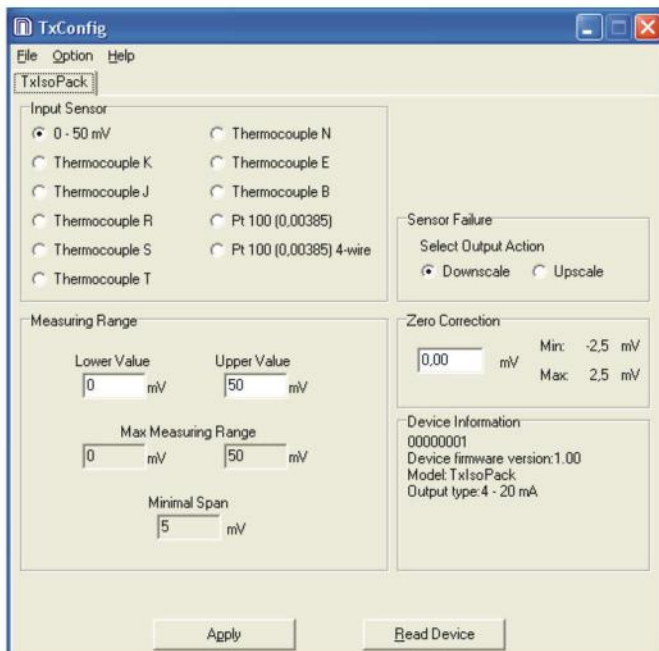 TxConfig
File Option Help
TxIsoPack
Input Sensor
0 - 50 mV
Thermocouple K
Thermocouple J
Thermocouple R
Thermocouple S
Thermocouple T
Thermocouple N
Thermocouple E
Thermocouple B
Pt 100 (0,00385)
Pt 100 (0,00385) 4-wire
Sensor Failure
Select Output Action
Downscale Upscale
Measuring Range
Lower Value Upper Value
0 mV 50 mV
Max Measuring Range
0 mV 50 mV
Minimal Span
5 mV
Zero Correction
0,00 mV
Min: -2,5 mV
Max: 2,5 mV
Device Information
00000001
Device firmware version:1.00
Model:TxIsoPack
Output type:4 - 20 mA
Apply Read Device